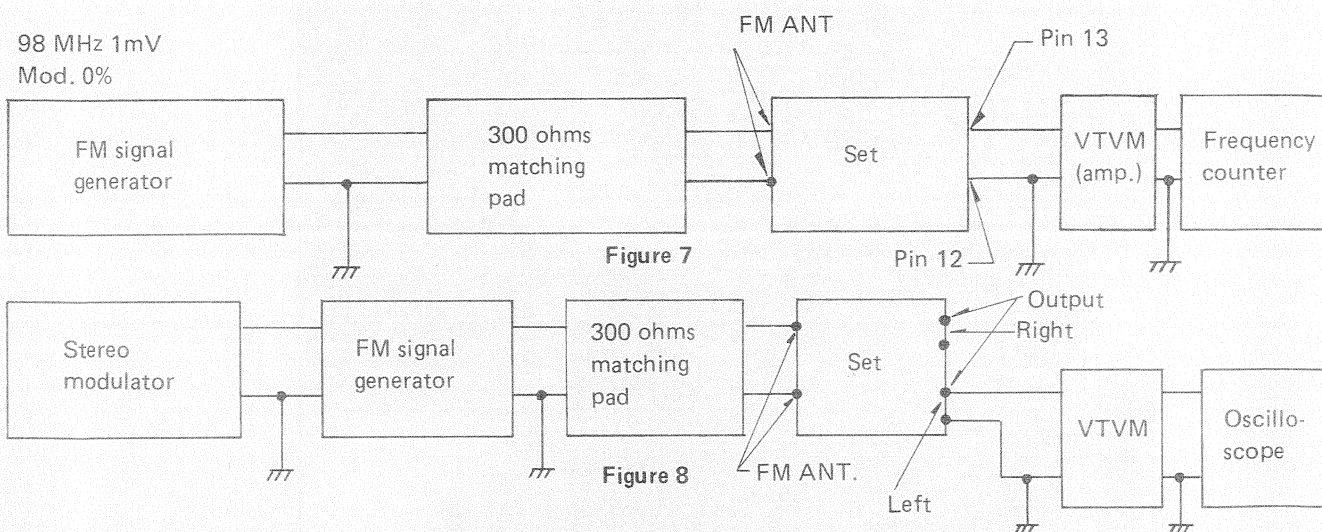 98 MHz 1mV
Mod. 0%
FM signal
generator
300 ohms
matching
pad
FM ANT
Set
Pin 13
Pin 12
VTVM
(amp.)
Frequency
counter
Figure 7
Stereo
modulator
FM signal
generator
300 ohms
matching
pad
FM ANT.
Set
Output
Right
Left
VTVM
Oscillo-
scope
Figure 8